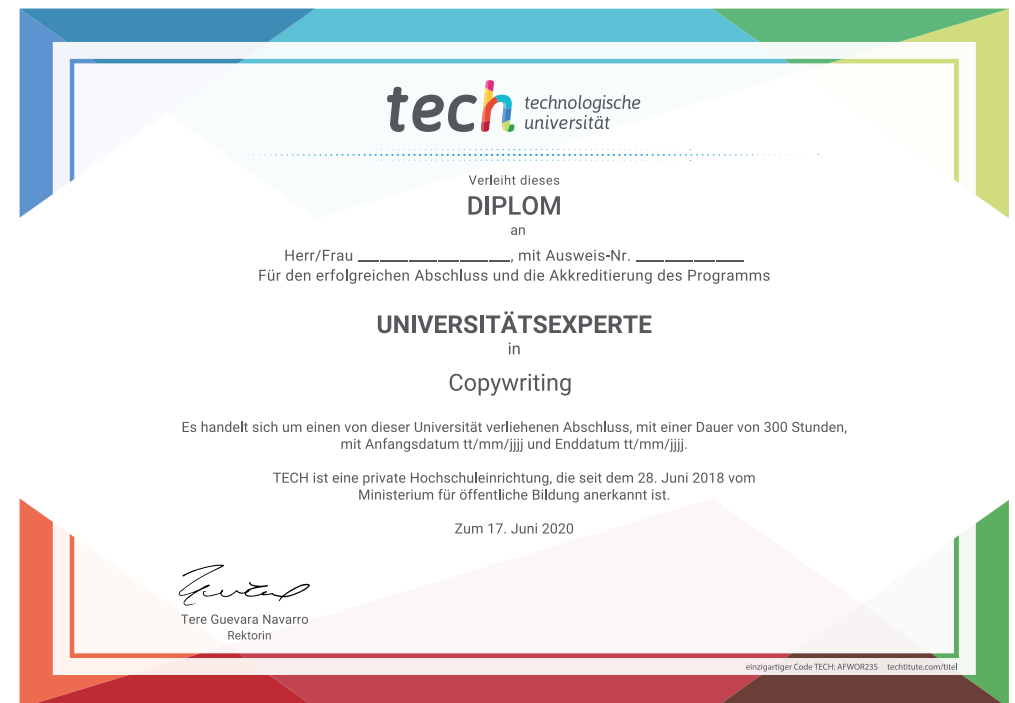 tech technologische
universität
Verleiht dieses
DIPLOM
an
Herr/Frau ____________________, mit Ausweis-Nr. ______________
Für den erfolgreichen Abschluss und die Akkreditierung des Programms
UNIVERSITÄTSEXPERTE
in
Copywriting
Es handelt sich um einen von dieser Universität verliehenen Abschluss, mit einer Dauer von 300 Stunden,
mit Anfangsdatum tt/mm/jjjj und Enddatum tt/mm/jjjj.
TECH ist eine private Hochschuleinrichtung, die seit dem 28. Juni 2018 vom
Ministerium für öffentliche Bildung anerkannt ist.
Zum 17. Juni 2020
Tere Guevara Navarro
Rektorin
einzigartiger Code TECH: AFWOR23S techtitute.com/titel